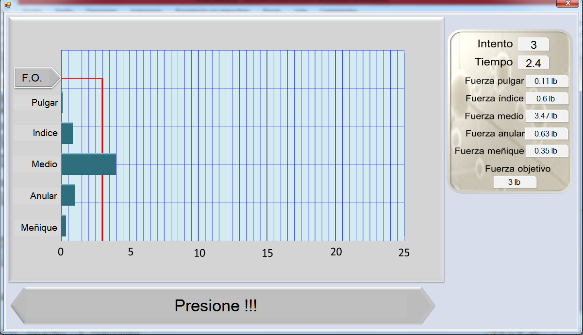 F.O.
Pulgar
Indice
Medio
Anular
Meñique
0 5 10 15 20 25
Presione !!!
Intento 3
Tiempo 2.4
Fuerza pulgar 0.11 lb
Fuerza índice 0.6 lb
Fuerza medio 3.47 lb
Fuerza anular 0.63 lb
Fuerza meñique 0.35 lb
Fuerza objetivo
3 lb